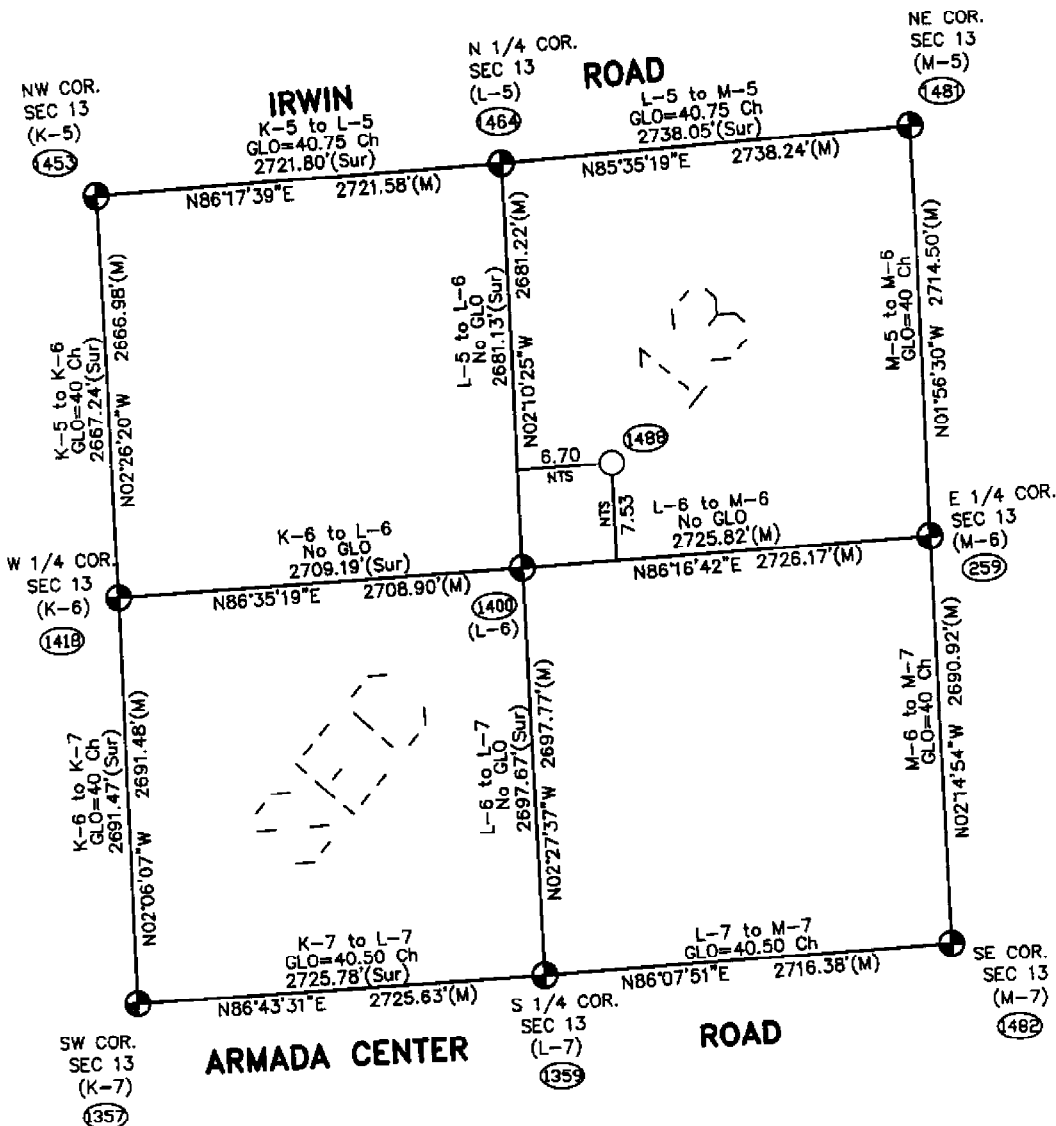 NW COR.
SEC 13
(K-5)
1453
IRWIN
ROAD
K-5 to L-5
GLO=40.75 Ch
2721.80'(Sur)
N86°17'39"E 2721.58'(M)
N 1/4 COR.
SEC 13
(L-5)
1464
L-5 to M-5
GLO=40.75 Ch
2738.05'(Sur)
N85°35'19"E 2738.24'(M)
NE COR.
SEC 13
(M-5)
1481
K-5 to K-6
GLO=40 Ch
2667.24'(Sur)
N02°26'20"W 2666.98'(M)
L-5 to L-6
No GLO
2681.13'(Sur)
N02°10'25"W 2681.22'(M)
M-5 to M-6
GLO=40 Ch
N01°56'30"W 2714.50'(M)
6.70
NTS
1488
NTS
7.53
W 1/4 COR.
SEC 13
(K-6)
1418
K-6 to L-6
No GLO
2709.19'(Sur)
N86°35'19"E 2708.90'(M)
1400
(L-6)
L-6 to M-6
No GLO
2725.82'(M)
N86°16'42"E 2726.17'(M)
E 1/4 COR.
SEC 13
(M-6)
259
K-6 to K-7
GLO=40 Ch
2691.47'(Sur)
N02°06'07"W 2691.48'(M)
L-6 to L-7
No GLO
2697.67'(Sur)
N02°27'37"W 2697.77'(M)
M-6 to M-7
GLO=40 Ch
N02°14'54"W 2690.92'(M)
K-7 to L-7
GLO=40.50 Ch
2725.78'(Sur)
N86°43'31"E 2725.63'(M)
L-7 to M-7
GLO=40.50 Ch
N86°07'51"E 2716.38'(M)
SW COR.
SEC 13
(K-7)
1357
ARMADA CENTER
S 1/4 COR.
SEC 13
(L-7)
1359
ROAD
SE COR.
SEC 13
(M-7)
1482